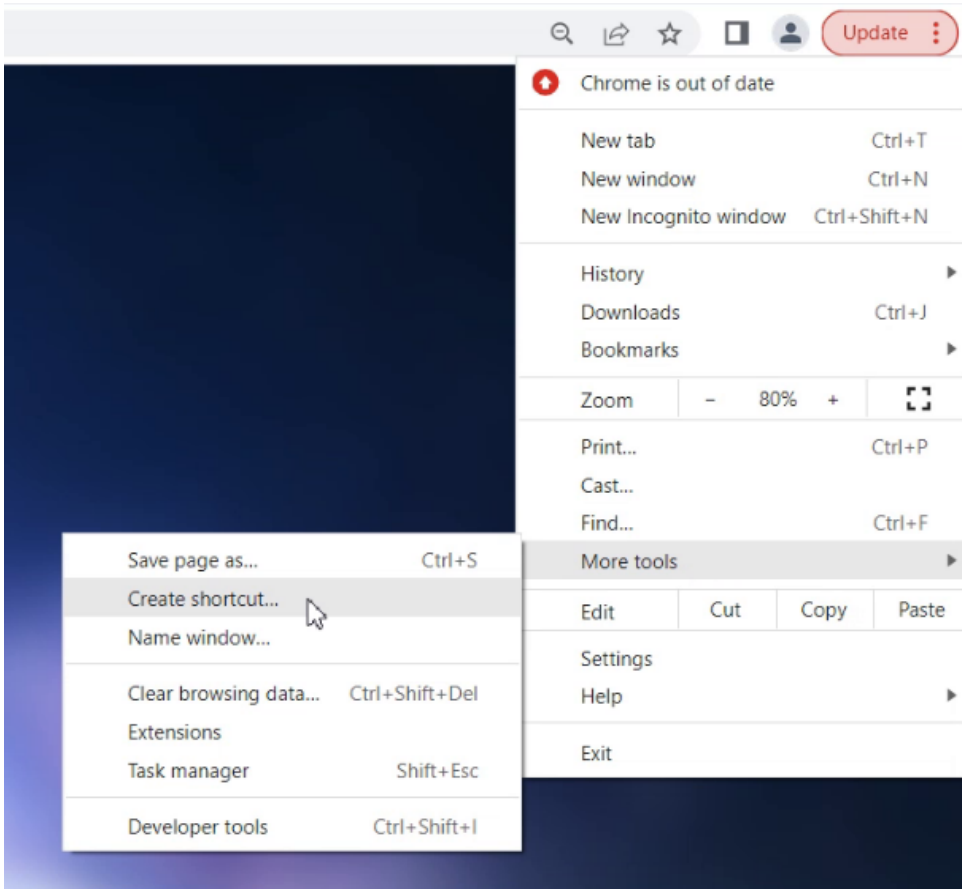 Update
Chrome is out of date
New tab Ctrl+T
New window Ctrl+N
New Incognito window Ctrl+Shift+N
History
Downloads Ctrl+J
Bookmarks
Zoom - 80% +
Print... Ctrl+P
Cast...
Find... Ctrl+F
More tools
Edit Cut Copy Paste
Settings
Help
Exit
Save page as... Ctrl+S
Create shortcut...
Name window...
Clear browsing data... Ctrl+Shift+Del
Extensions
Task manager Shift+Esc
Developer tools Ctrl+Shift+I